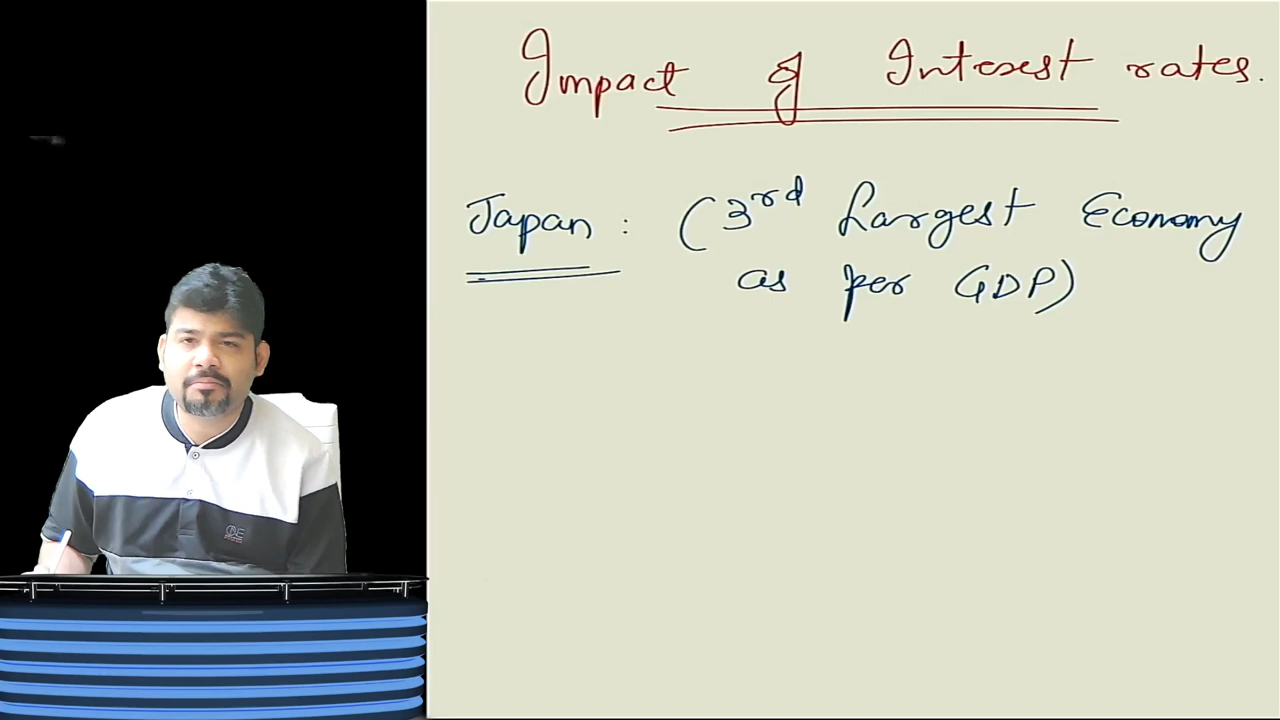 Impact of Interest rates.
Japan : (3rd Largest Economy
as per GDP)